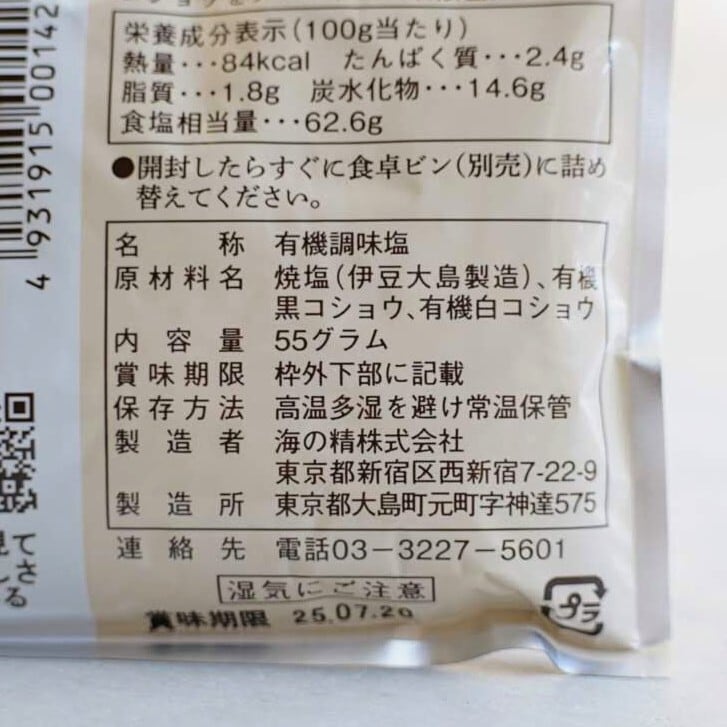 栄養成分表示(100g当たり)
熱量・・・84kcal たんぱく質・・・2.4g
脂質・・・1.8g 炭水化物・・・14.6g
食塩相当量・・・62.6g
●開封したらすぐに食卓ビン(別売)に詰め
替えてください。
名称 有機調味塩
原材料名 焼塩(伊豆大島製造)、有機
黒コショウ、有機白コショウ
内容量 55グラム
賞味期限 枠外下部に記載
保存方法 高温多湿を避け常温保管
製造者 海の精株式会社
東京都新宿区西新宿7-22-9
製造所 東京都大島町元町字神達575
連絡先 電話03-3227-5601
湿気にご注意
賞味期限 25.07.20
プラ
4 931915 00142